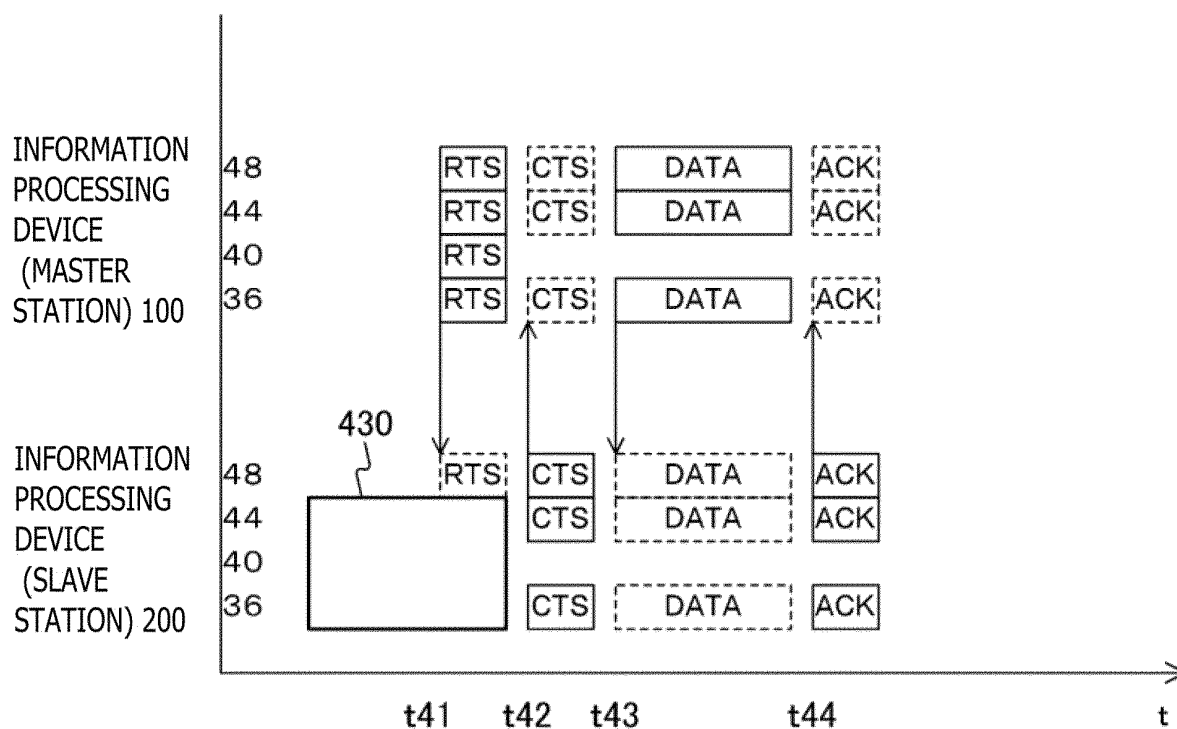 INFORMATION
PROCESSING
DEVICE
(MASTER
STATION) 100
48 RTS CTS DATA ACK
44 RTS CTS DATA ACK
40 RTS
36 RTS CTS DATA ACK
430
INFORMATION
PROCESSING
DEVICE
(SLAVE
STATION) 200
48 RTS CTS DATA ACK
44 CTS DATA ACK
40
36 CTS DATA ACK
t41 t42 t43 t44 t